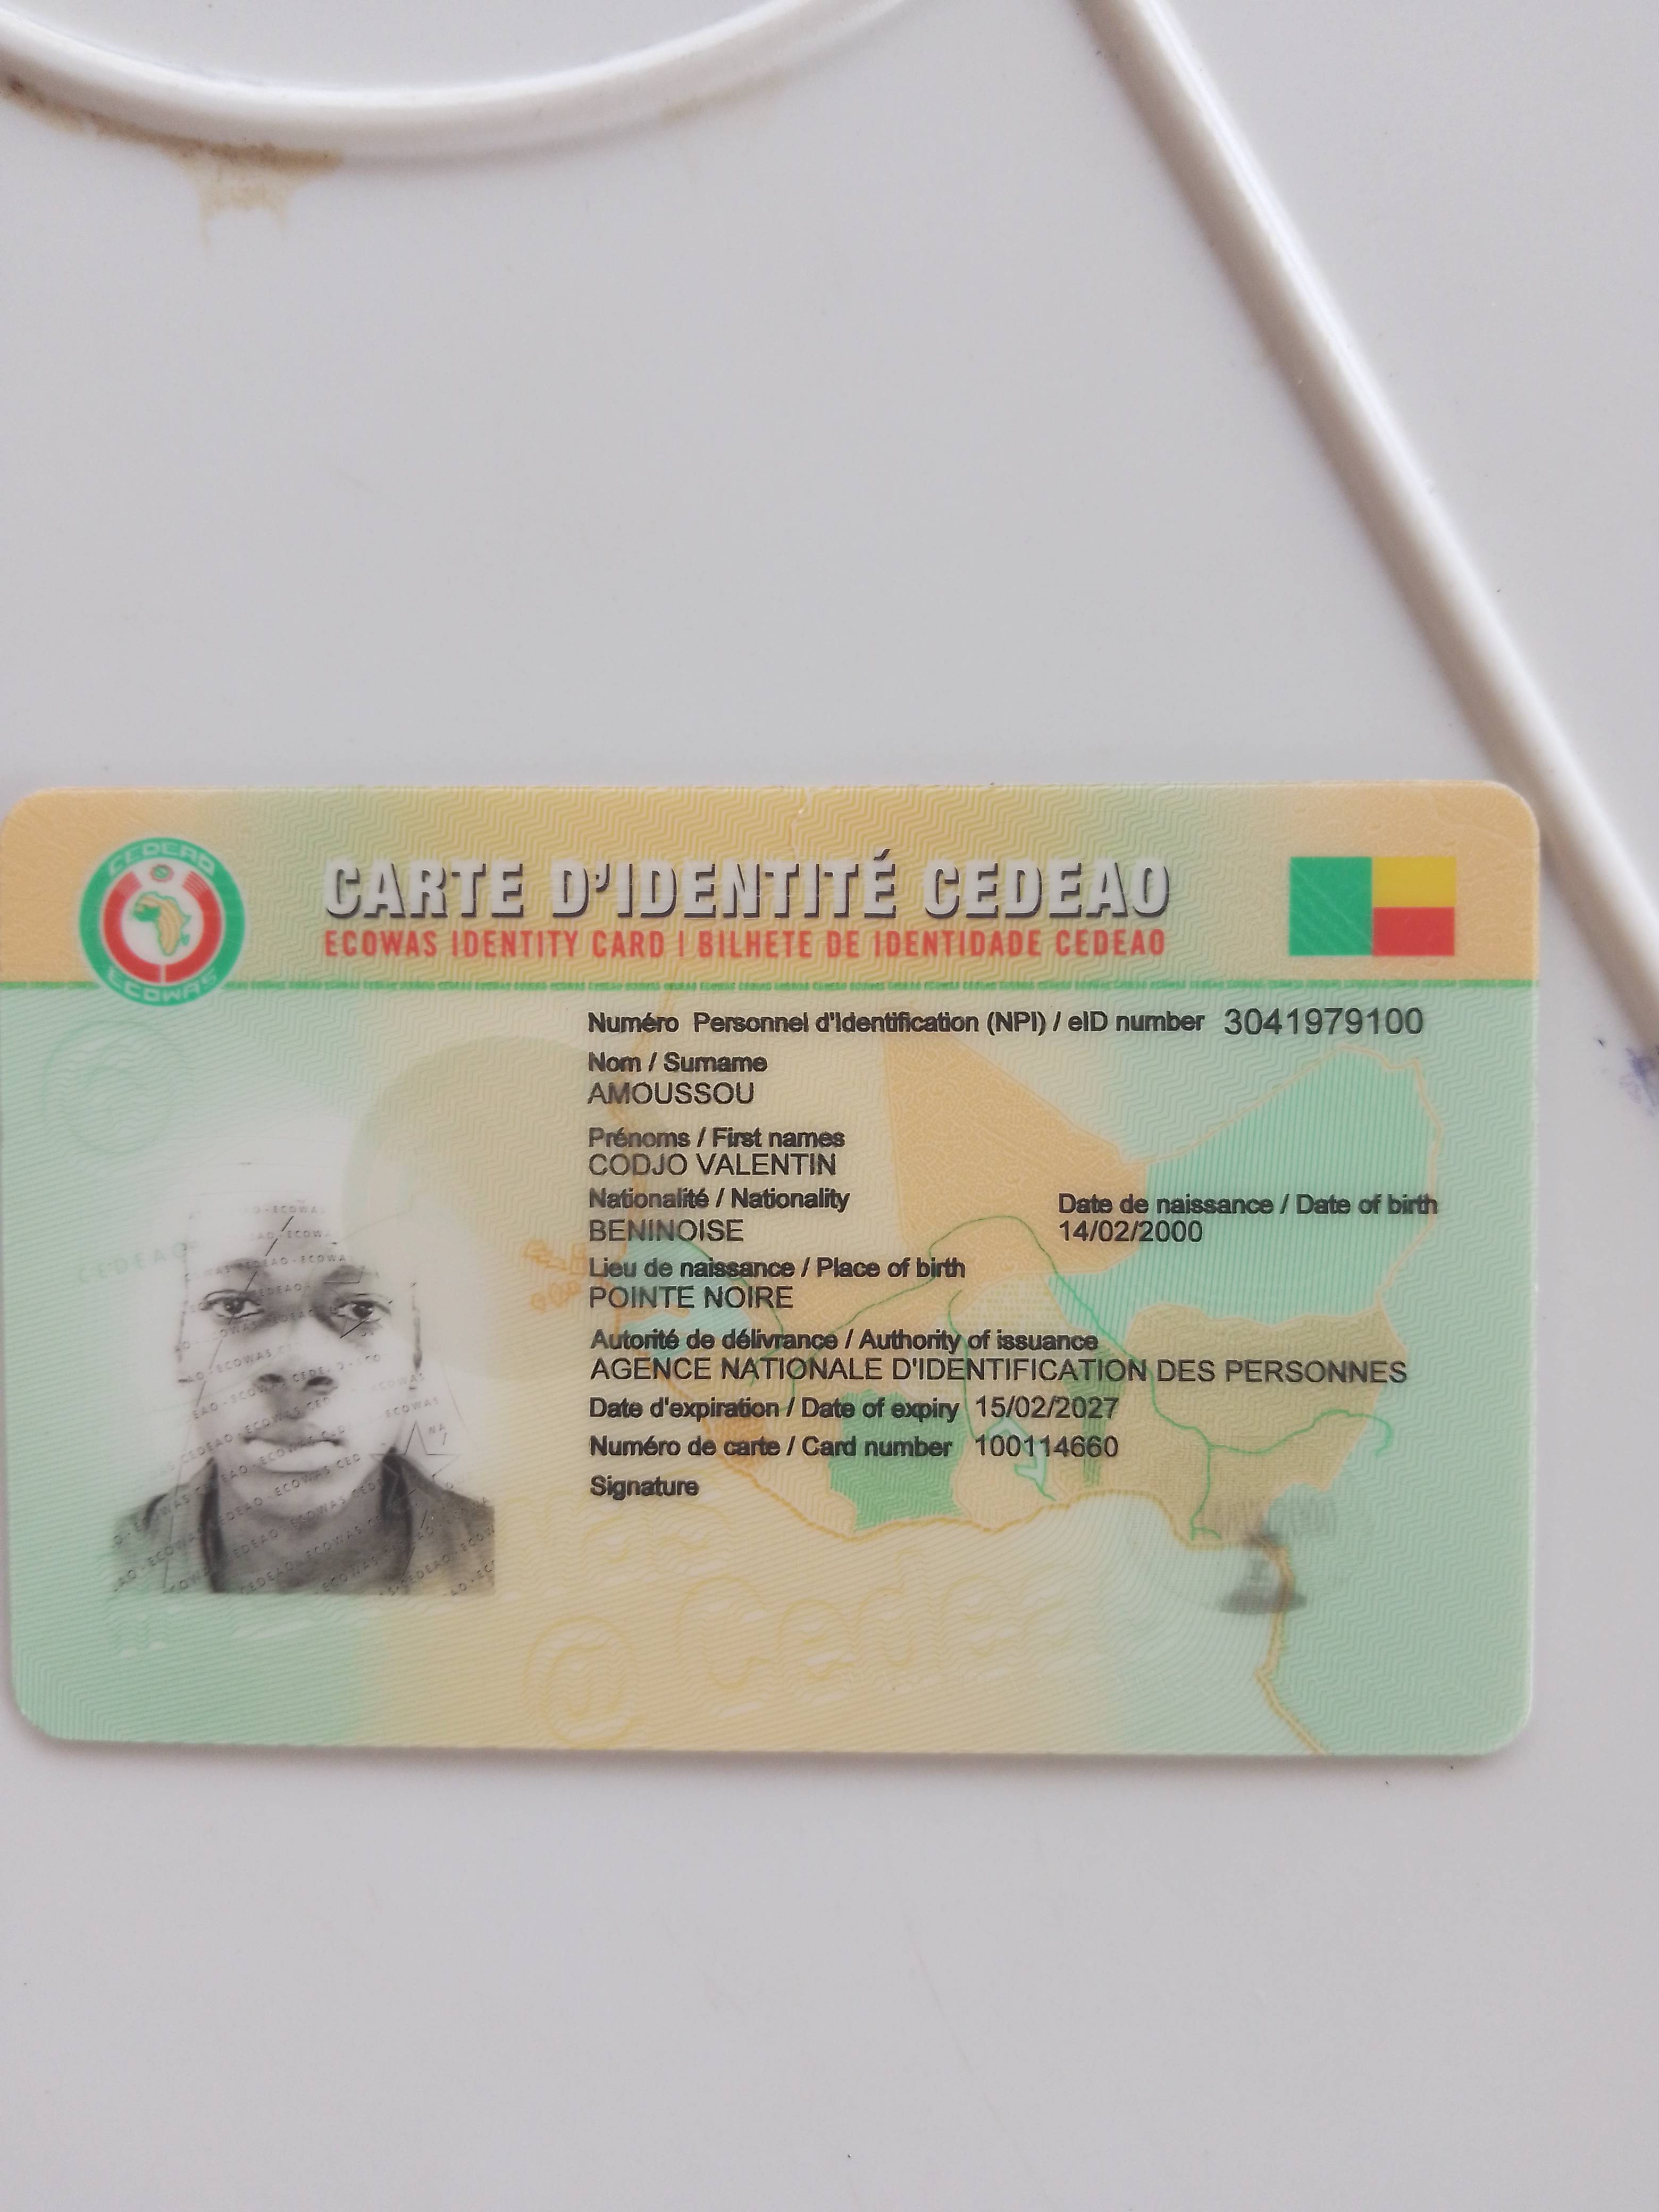 CEDEAO
ECOWAS
CARTE D'IDENTITÉ CEDEAO
ECOWAS IDENTITY CARD | BILHETE DE IDENTIDADE CEDEAO
Numéro Personnel d'Identification (NPI) / eID number 3041979100
Nom / Surname
AMOUSSOU
Prénoms / First names
CODJO VALENTIN
Nationalité / Nationality
BENINOISE
Date de naissance / Date of birth
14/02/2000
Lieu de naissance / Place of birth
POINTE NOIRE
Autorité de délivrance / Authority of issuance
AGENCE NATIONALE D'IDENTIFICATION DES PERSONNES
Date d'expiration / Date of expiry 15/02/2027
Numéro de carte / Card number 100114660
Signature